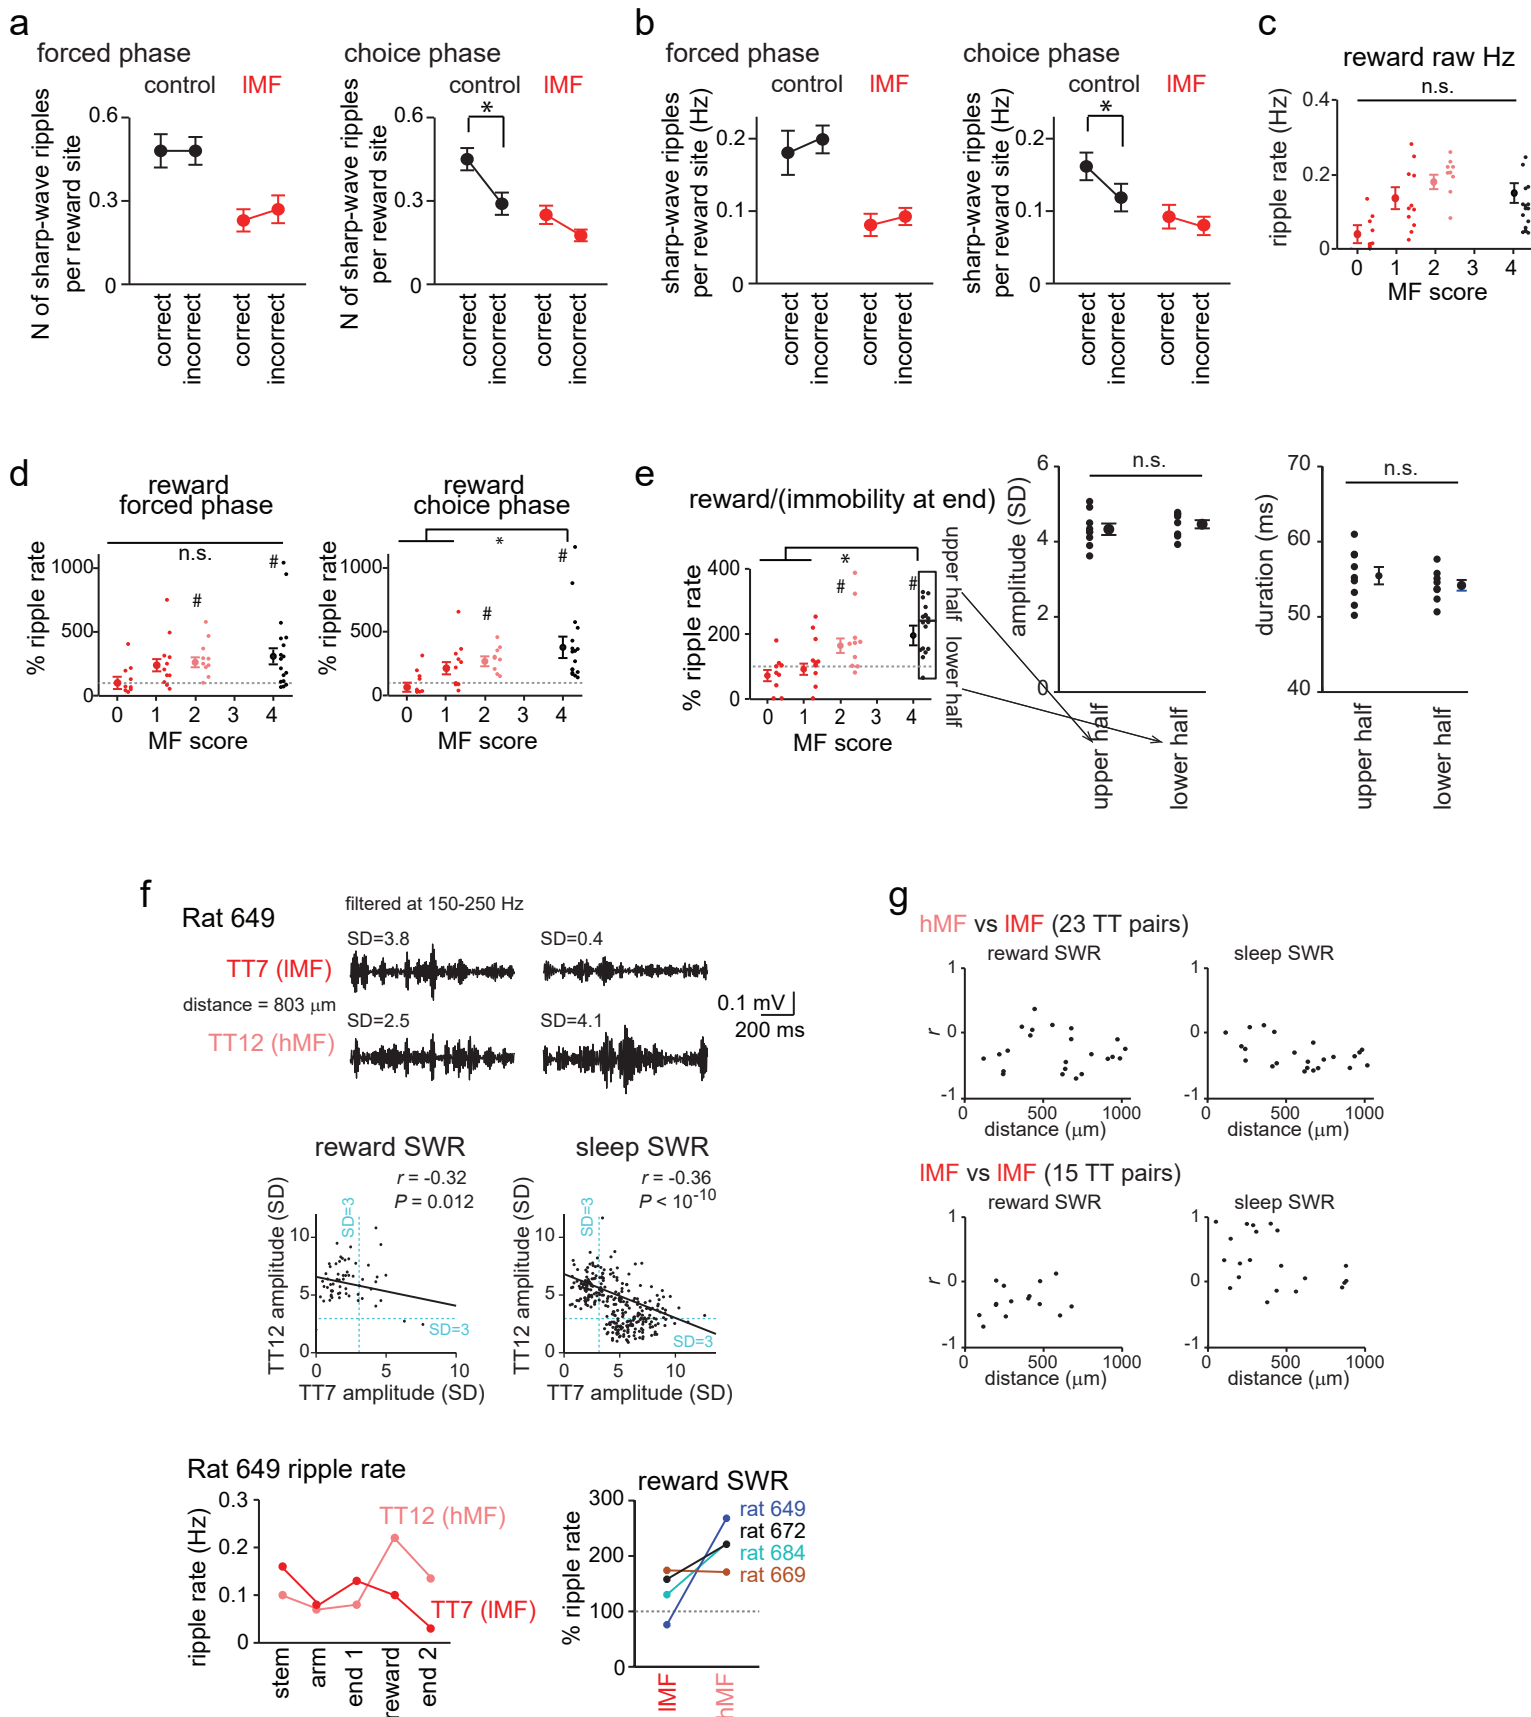 a
forced phase
control
lMF
N of sharp-wave ripples
per reward site
0.6
0.3
0
correct
incorrect
correct
incorrect
choice phase
control
lMF
*
N of sharp-wave ripples
per reward site
0.6
0.3
0
correct
incorrect
correct
incorrect
b
forced phase
control
lMF
sharp-wave ripples
per reward site (Hz)
0.2
0.1
0
correct
incorrect
correct
incorrect
choice phase
control
lMF
*
sharp-wave ripples
per reward site (Hz)
0.2
0.1
0
correct
incorrect
correct
incorrect
c
reward raw Hz
n.s.
ripple rate (Hz)
0.4
0.2
0
0 1 2 3 4
MF score
d
reward
forced phase
n.s.
#
#
% ripple rate
1000
500
0
0 1 2 3 4
MF score
reward
choice phase
*
#
#
% ripple rate
1000
500
0
0 1 2 3 4
MF score
e
reward/(immobility at end)
*
#
#
% ripple rate
400
200
0
0 1 2 3 4
MF score
upper half
lower half
n.s.
amplitude (SD)
6
4
2
0
upper half
lower half
n.s.
duration (ms)
70
60
50
40
upper half
lower half
f
Rat 649
filtered at 150-250 Hz
SD=3.8
SD=0.4
TT7 (lMF)
distance = 803 μm
SD=2.5
SD=4.1
TT12 (hMF)
0.1 mV
200 ms
reward SWR
r = -0.32
P = 0.012
SD=3
SD=3
TT12 amplitude (SD)
10
5
0
0 5 10
TT7 amplitude (SD)
sleep SWR
r = -0.36
P < 10-10
SD=3
SD=3
TT12 amplitude (SD)
10
5
0
0 5 10
TT7 amplitude (SD)
Rat 649 ripple rate
ripple rate (Hz)
0.3
0.2
0.1
0
TT12 (hMF)
TT7 (lMF)
stem
arm
end 1
reward
end 2
reward SWR
% ripple rate
300
200
100
0
rat 649
rat 672
rat 684
rat 669
lMF
hMF
g
hMF vs lMF (23 TT pairs)
reward SWR
r
1
0
-1
0 500 1000
distance (μm)
sleep SWR
1
0
-1
0 500 1000
distance (μm)
lMF vs lMF (15 TT pairs)
reward SWR
r
1
0
-1
0 500 1000
distance (μm)
sleep SWR
1
0
-1
0 500 1000
distance (μm)